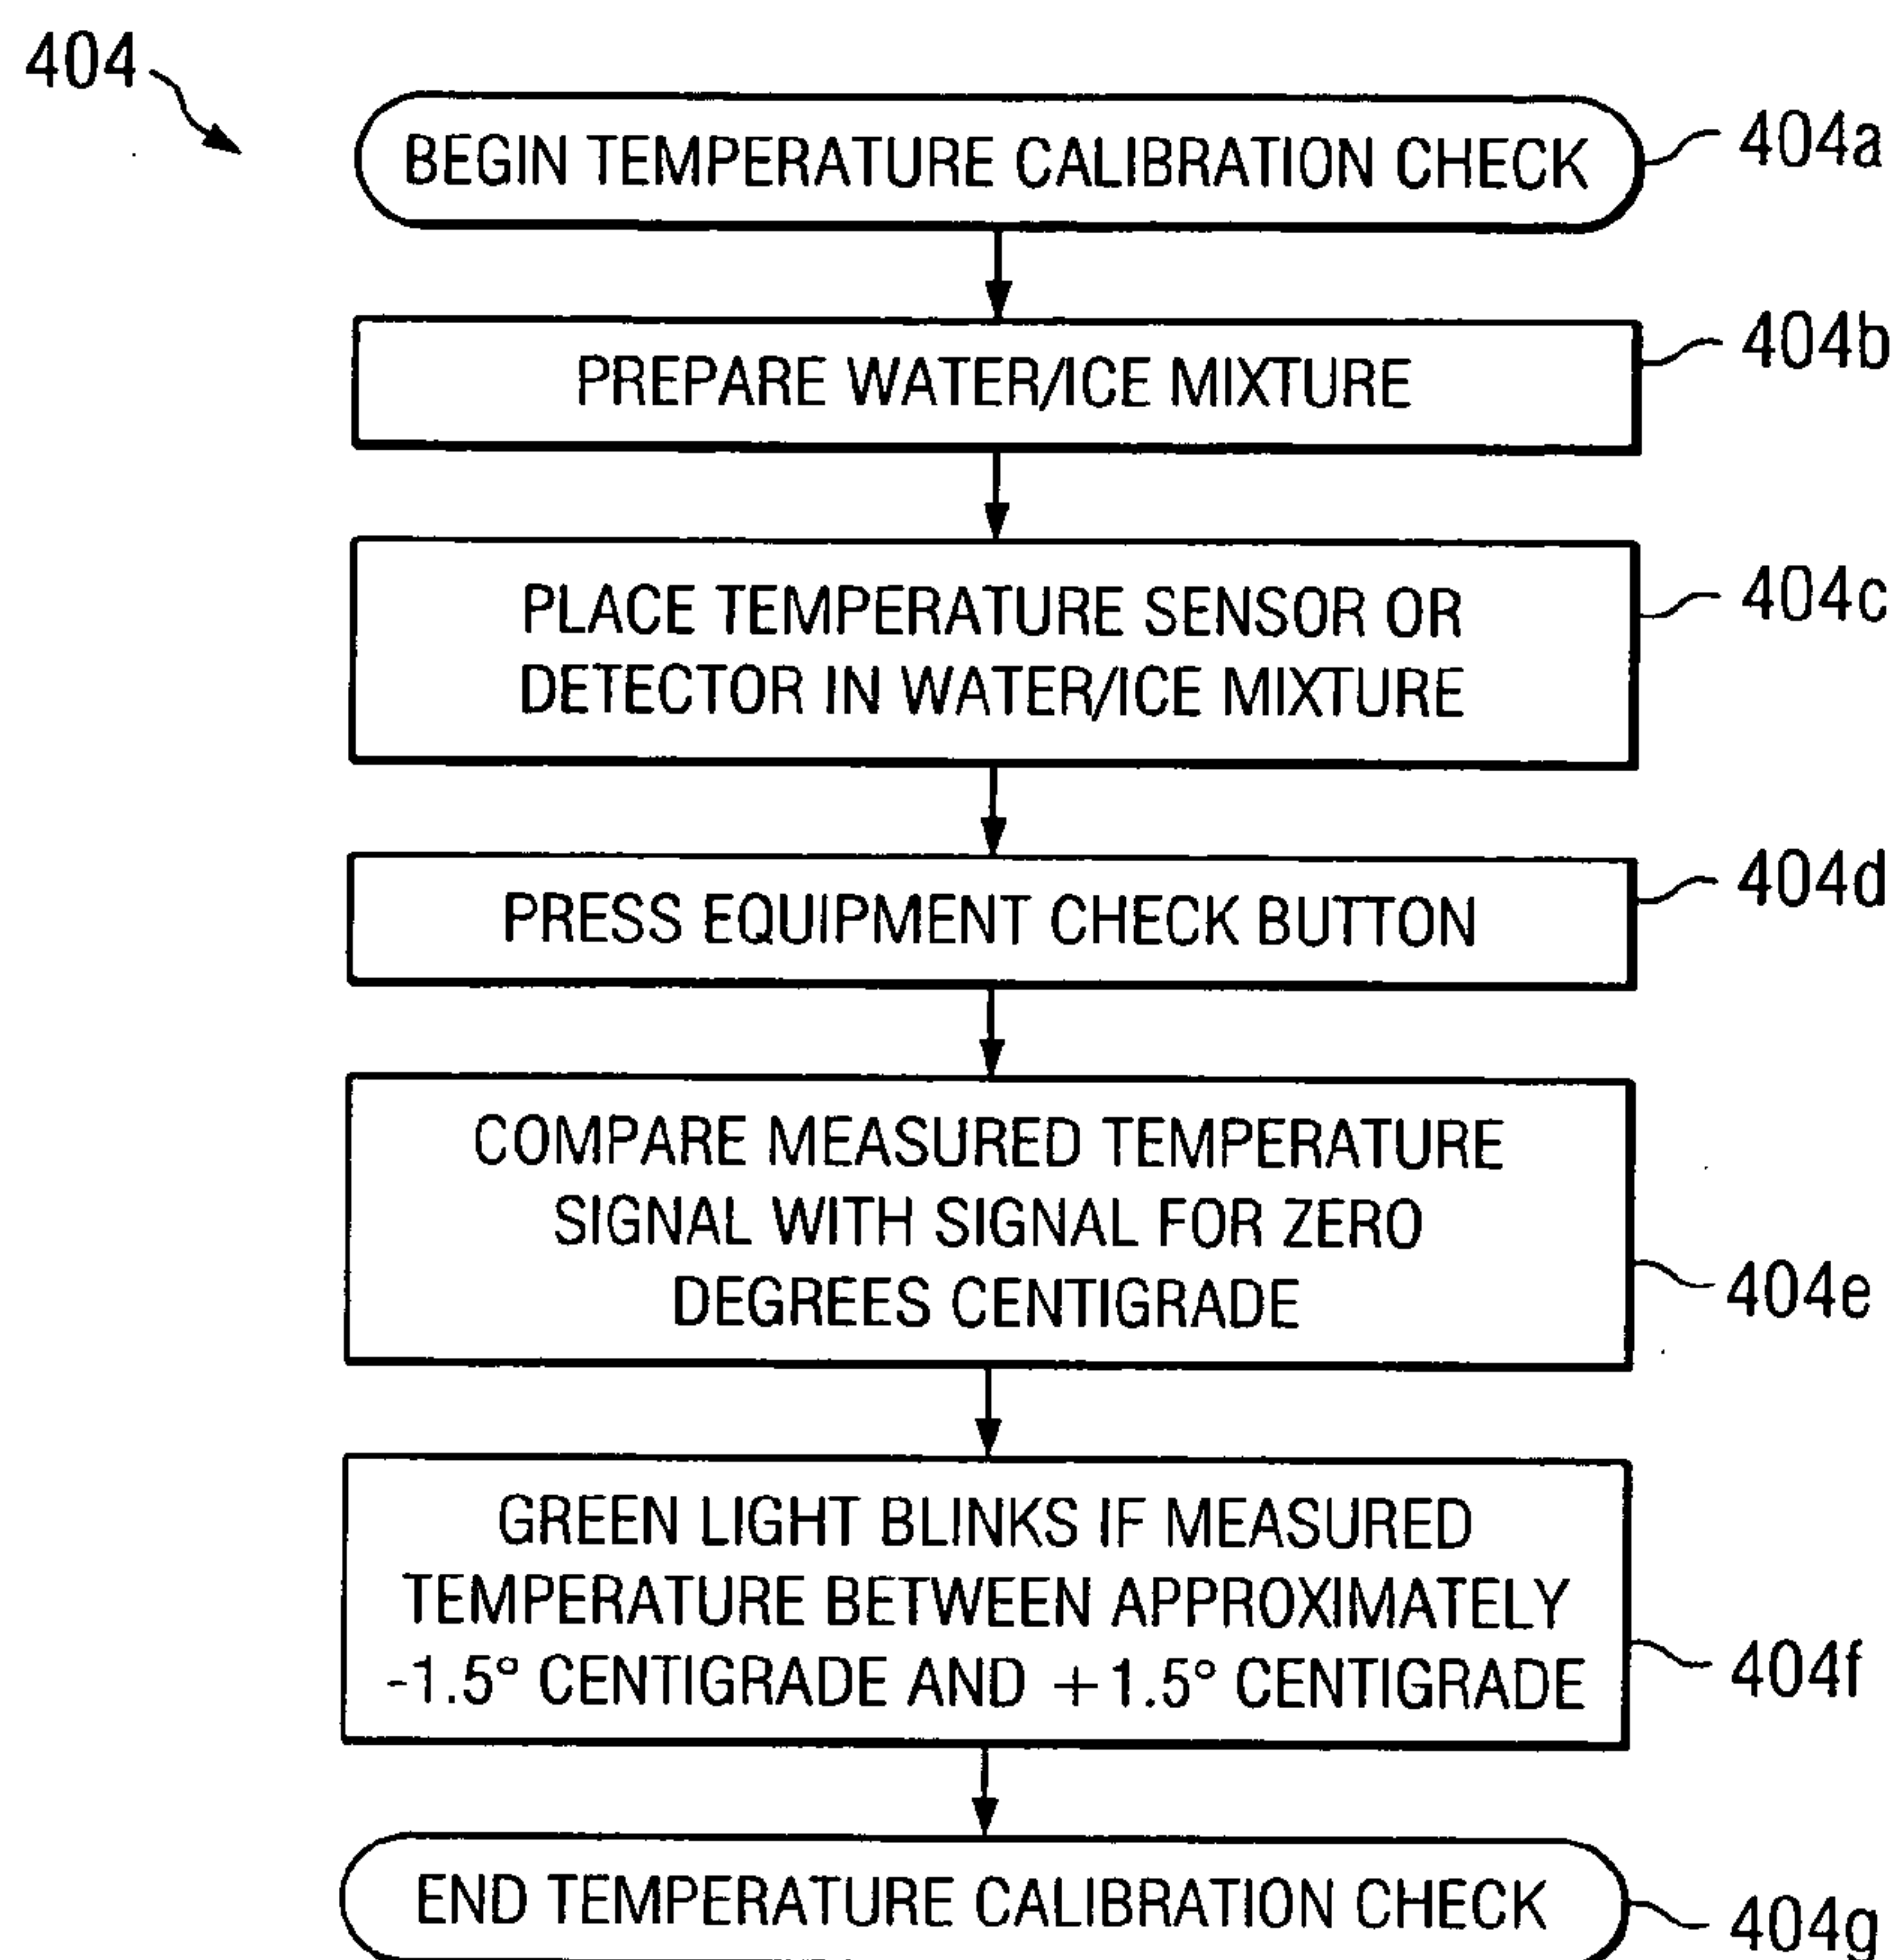 404
BEGIN TEMPERATURE CALIBRATION CHECK
404a
PREPARE WATER/ICE MIXTURE
404b
PLACE TEMPERATURE SENSOR OR
DETECTOR IN WATER/ICE MIXTURE
404c
PRESS EQUIPMENT CHECK BUTTON
404d
COMPARE MEASURED TEMPERATURE
SIGNAL WITH SIGNAL FOR ZERO
DEGREES CENTIGRADE
404e
GREEN LIGHT BLINKS IF MEASURED
TEMPERATURE BETWEEN APPROXIMATELY
-1.5° CENTIGRADE AND +1.5° CENTIGRADE
404f
END TEMPERATURE CALIBRATION CHECK
404g